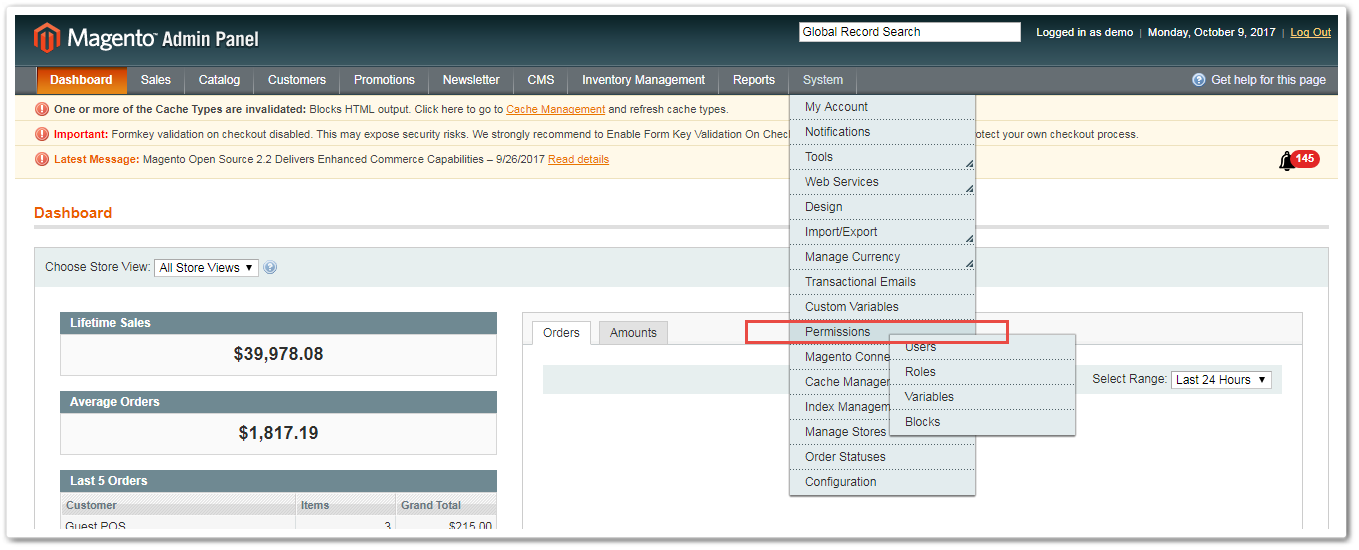 Magento Admin Panel
Global Record Search
Logged in as demo | Monday, October 9, 2017 | Log Out
Dashboard Sales Catalog Customers Promotions Newsletter CMS Inventory Management Reports System Get help for this page
One or more of the Cache Types are invalidated: Blocks HTML output. Click here to go to Cache Management and refresh cache types.
Important: Formkey validation on checkout disabled. This may expose security risks. We strongly recommend to Enable Form Key Validation On Chec
otect your own checkout process.
Latest Message: Magento Open Source 2.2 Delivers Enhanced Commerce Capabilities – 9/26/2017 Read details
145
My Account
Notifications
Tools
Web Services
Design
Import/Export
Manage Currency
Transactional Emails
Custom Variables
Permissions
Magento Conne
Cache Manager
Index Managem
Manage Stores
Order Statuses
Configuration
Users
Roles
Variables
Blocks
Dashboard
Choose Store View: All Store Views
Lifetime Sales
$39,978.08
Average Orders
$1,817.19
Last 5 Orders
Customer Items Grand Total
Guest POS 3 $215.00
Orders Amounts
Select Range: Last 24 Hours